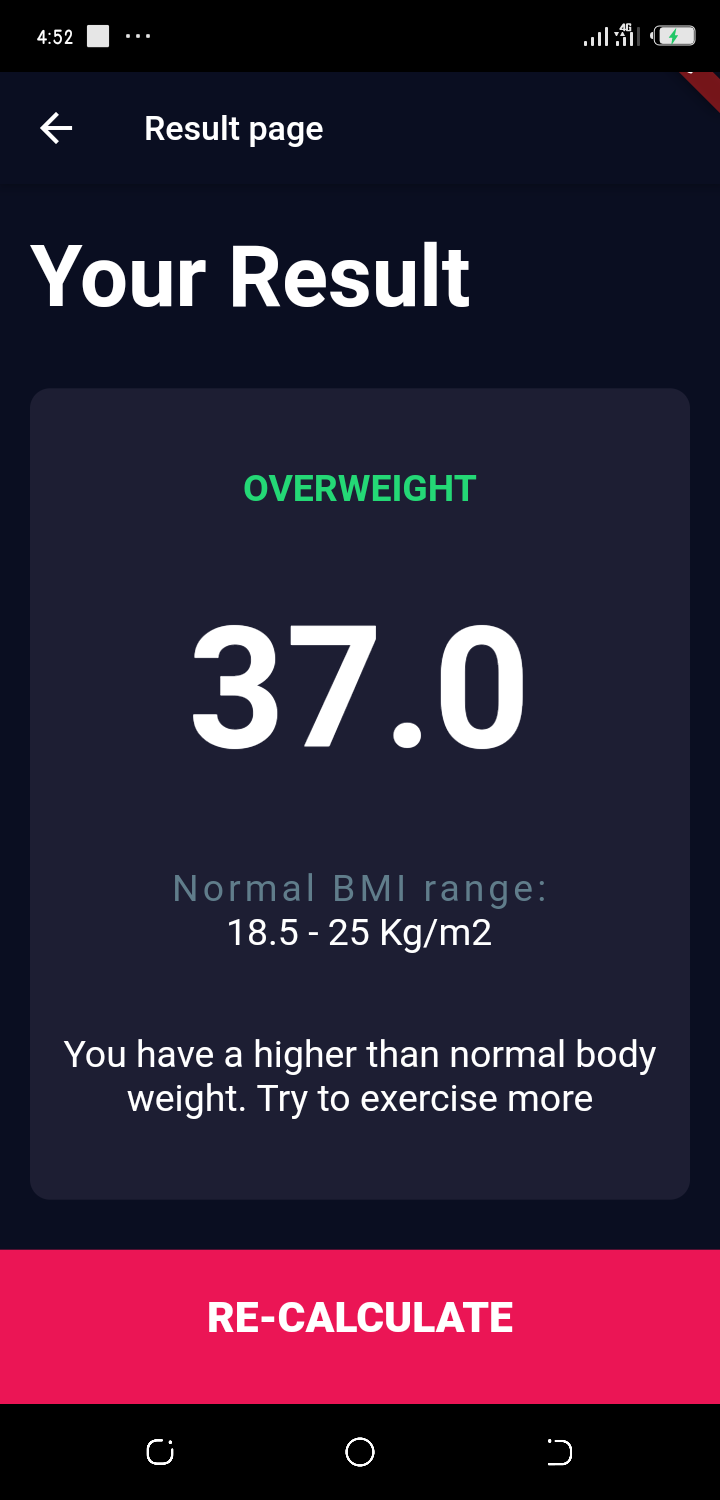 4:52
4G
Result page
Your Result
OVERWEIGHT
37.0
Normal BMI range:
18.5 - 25 Kg/m2
You have a higher than normal body
weight. Try to exercise more
RE-CALCULATE